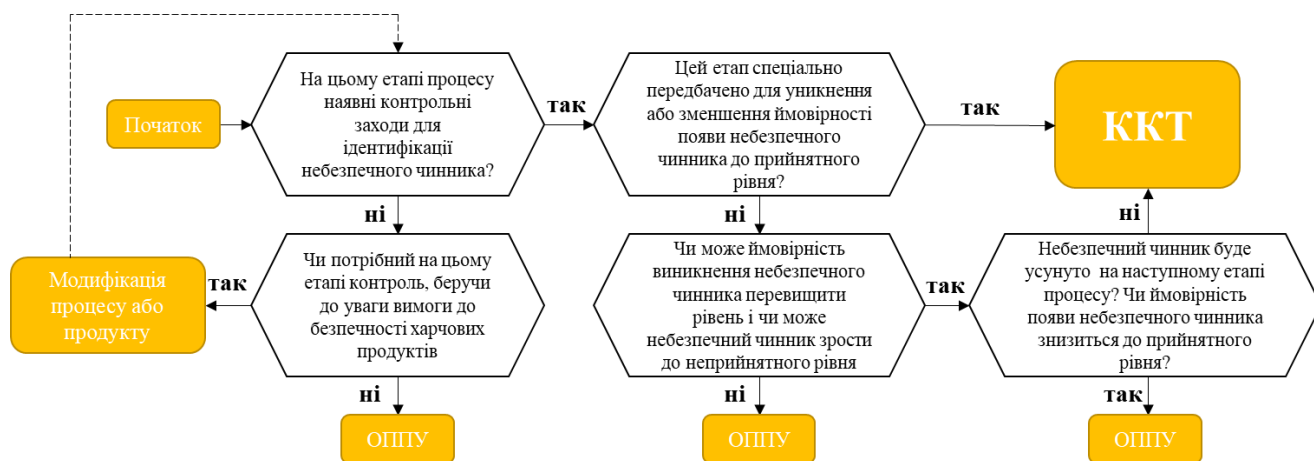 Початок
На цьому етапі процесу
наявні контрольні
заходи для
ідентифікації
небезпечного чинника?
так
Цей етап спеціально
передбачено для уникнення
або зменшення ймовірності
появи небезпечного
чинника до прийнятного
рівня?
так
ККТ
ні
ні
ні
Модифікація
процесу або
продукту
так
Чи потрібний на цьому
етапі контроль, беручи
до уваги вимоги до
безпечності харчових
продуктів
Чи може ймовірність
виникнення небезпечного
чинника перевищити
рівень і чи може
небезпечний чинник зрости
до неприйнятного рівня
так
Небезпечний чинник буде
усунуто на наступному етапі
процесу? Чи ймовірність
появи небезпечного чинника
знизиться до прийнятного
рівня?
ні
ні
так
ОППУ
ОППУ
ОППУ